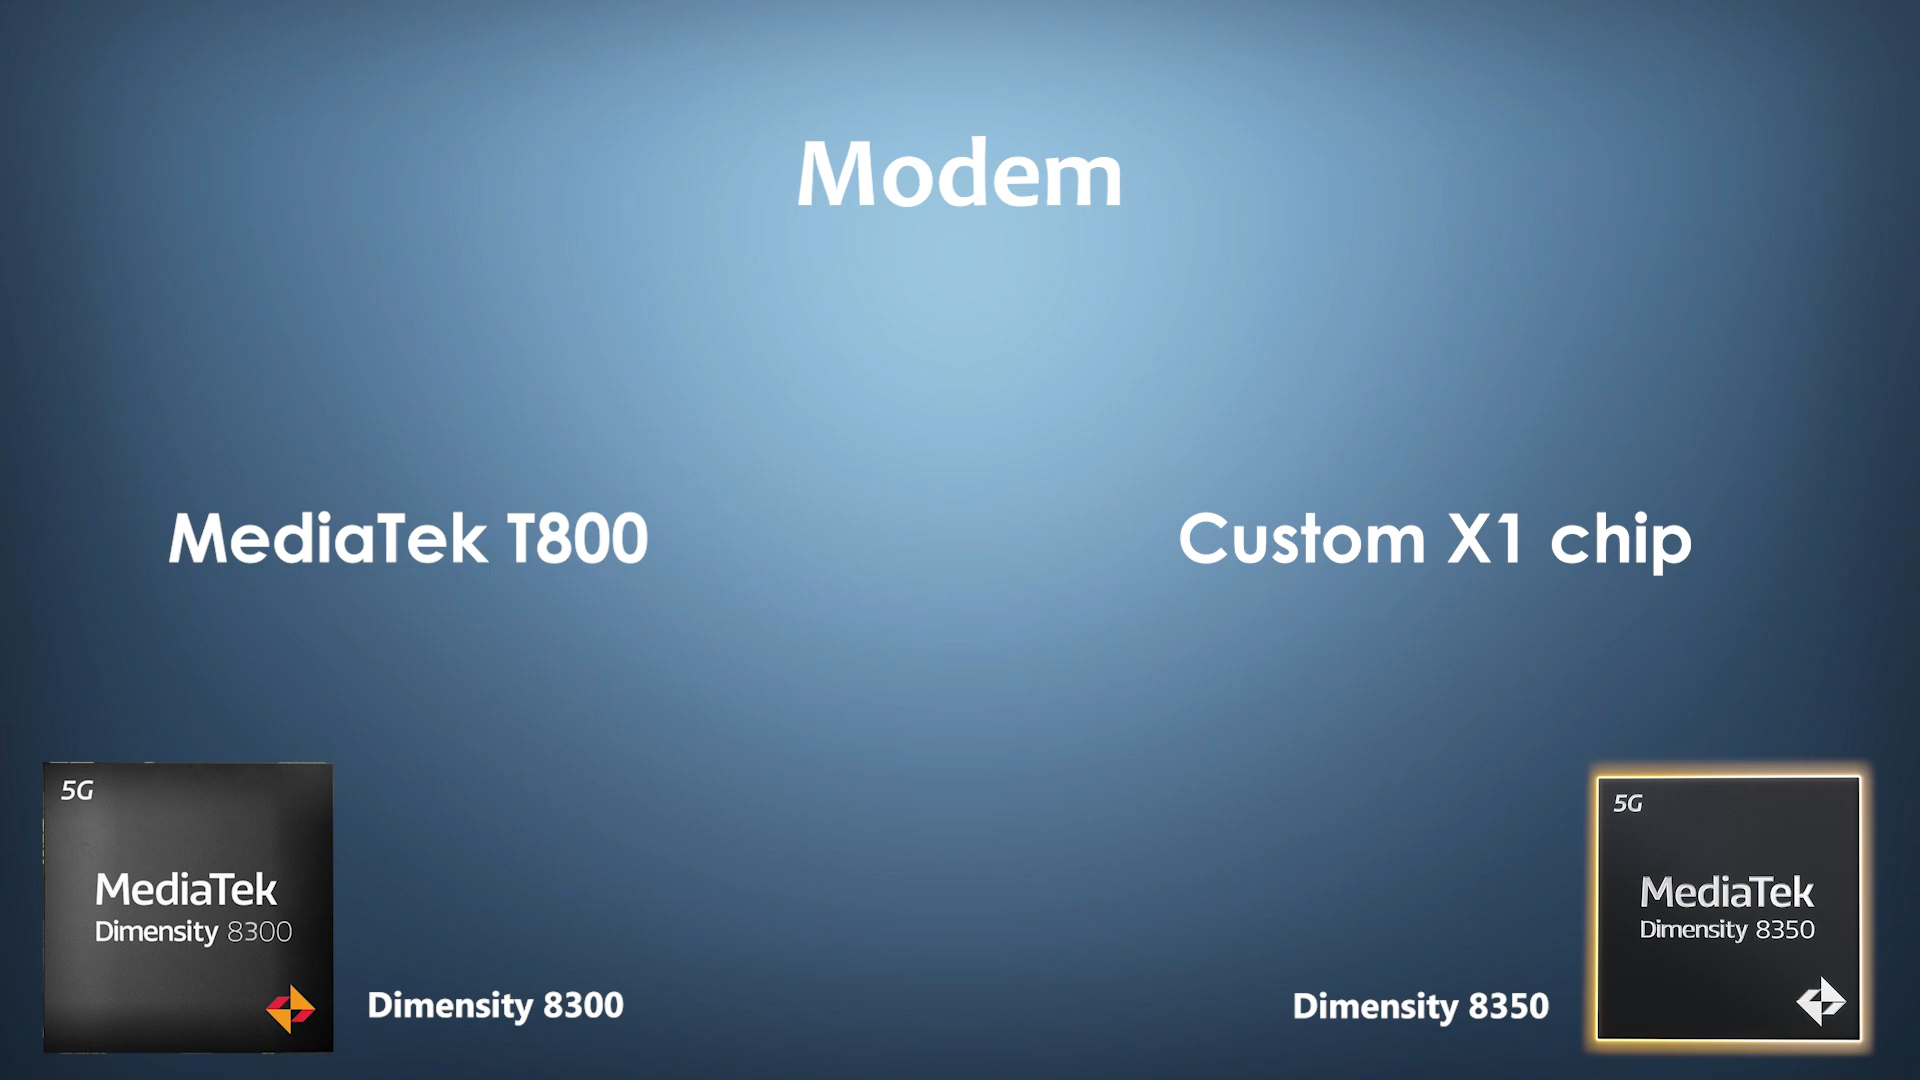 Modem
MediaTek T800
Custom X1 chip
5G
MediaTek
Dimensity 8300
Dimensity 8300
5G
MediaTek
Dimensity 8350
Dimensity 8350